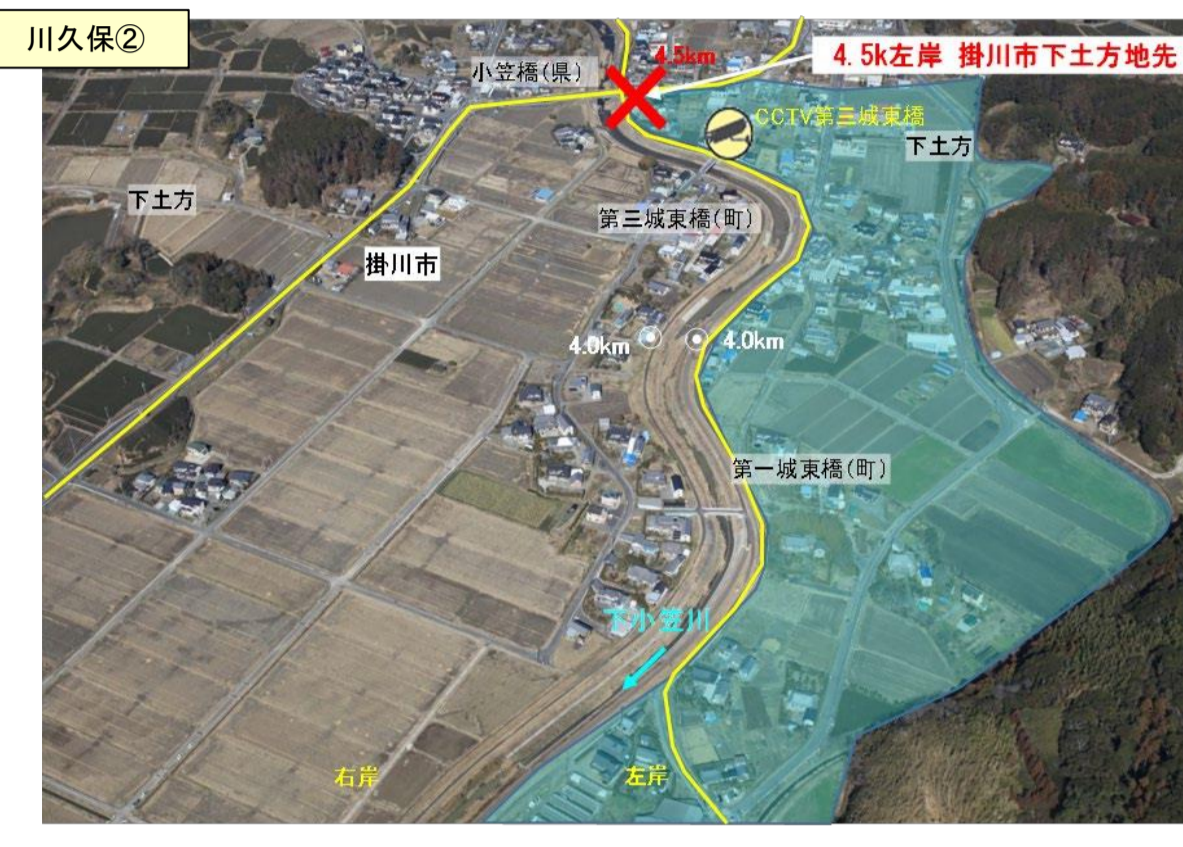 川久保②
小笠橋(県)
4.5km
4.5k左岸 掛川市下土方地先
CCTV第三城東橋
下土方
下土方
第三城東橋(町)
掛川市
4.0km
4.0km
第一城東橋(町)
下小笠川
右岸
左岸